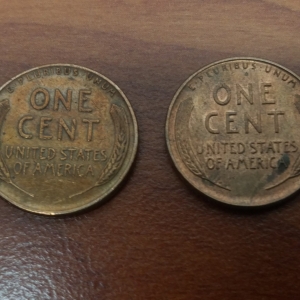 E PLURIBUS UNUM
ONE
CENT
UNITED STATES
OF AMERICA
E·PLURIBUS·UNUM
ONE
CENT
UNITED STATES
OF AMERICA